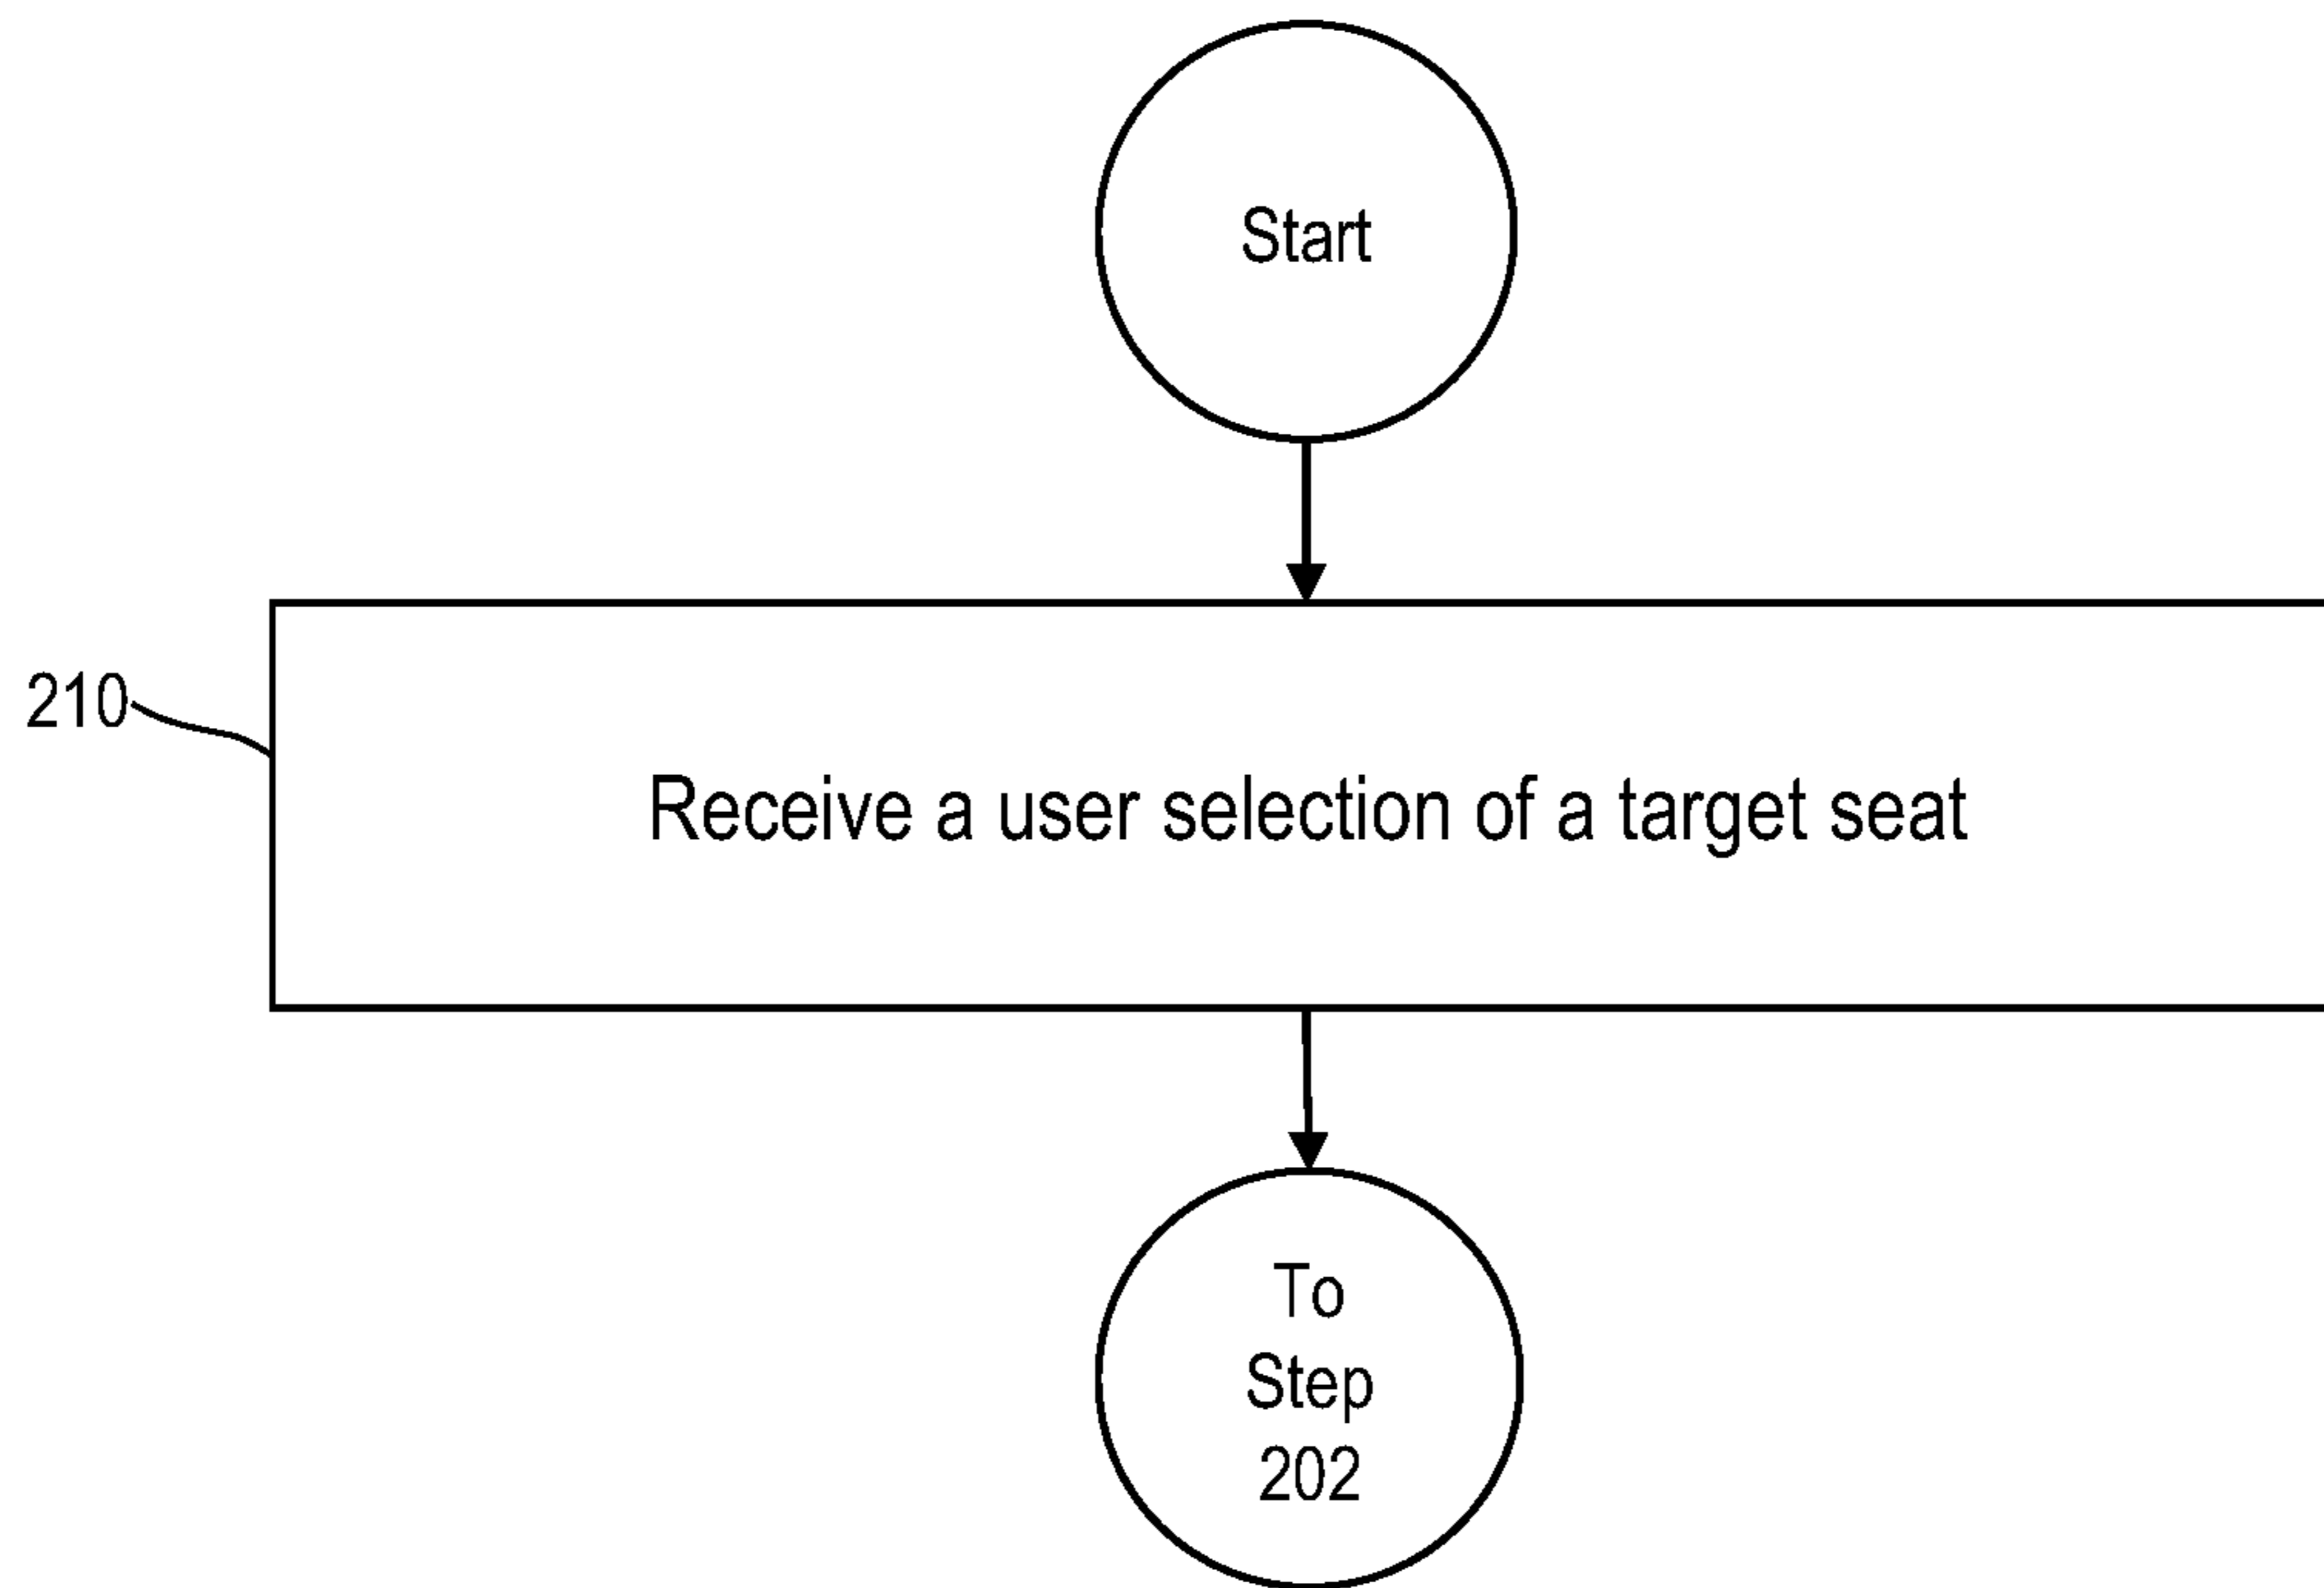 Start
210
Receive a user selection of a target seat
To
Step
202